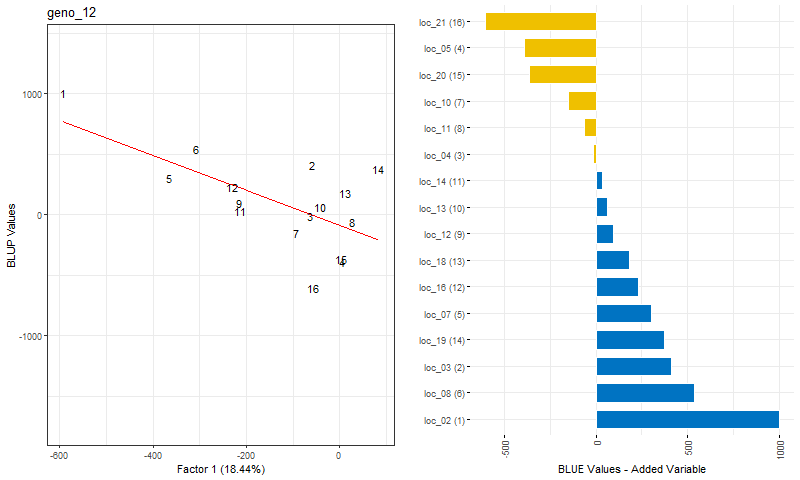 geno_12
BLUP Values
1000
0
-1000
1
6
5
12
9
11
2
14
13
10
3
8
7
15
4
16
-600
-400
-200
0
Factor 1 (18.44%)
loc_21 (16)
loc_05 (4)
loc_20 (15)
loc_10 (7)
loc_11 (8)
loc_04 (3)
loc_14 (11)
loc_13 (10)
loc_12 (9)
loc_18 (13)
loc_16 (12)
loc_07 (5)
loc_19 (14)
loc_03 (2)
loc_08 (6)
loc_02 (1)
-500
0
500
1000
BLUE Values - Added Variable